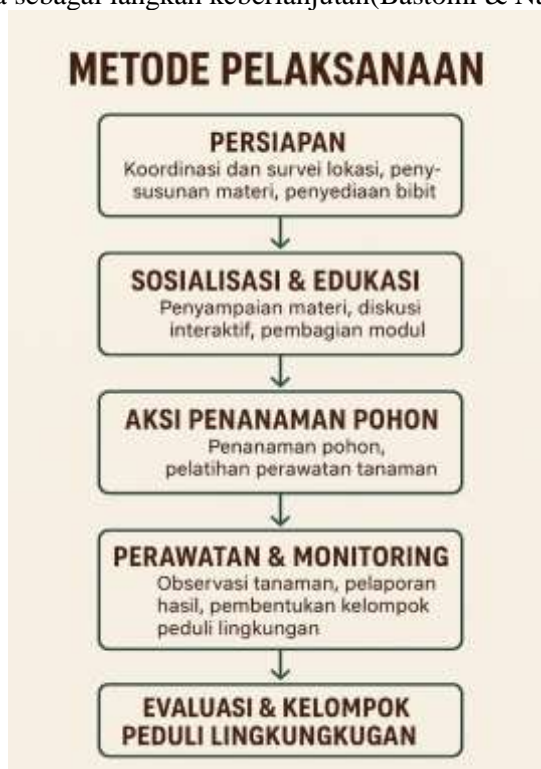 sebagai langkah keberlanjutan(Bustomi & Na
METODE PELAKSANAAN
PERSIAPAN
Koordinasi dan survei lokasi, peny-
susunan materi, penyediaan bibit
SOSIALISASI & EDUKASI
Penyampaian materi, diskusi
interaktif, pembagian modul
AKSI PENANAMAN POHON
Penanaman pohon,
pelatihan perawatan tanaman
PERAWATAN & MONITORING
Observasi tanaman, pelaporan
hasil, pembentukan kelompok
peduli lingkungan
EVALUASI & KELOMPOK
PEDULI LINGKUNGKUGAN